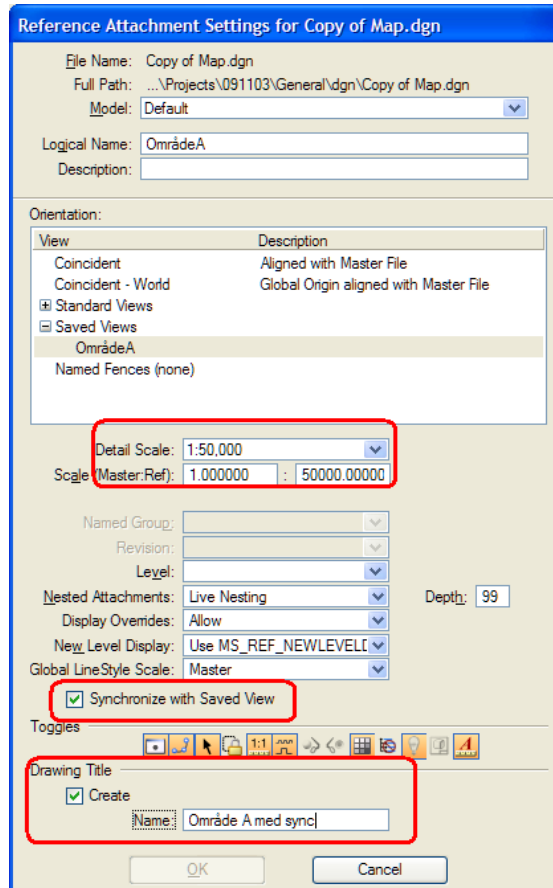 Reference Attachment Settings for Copy of Map.dgn
File Name: Copy of Map.dgn
Full Path: ...\Projects\091103\General\dgn\Copy of Map.dgn
Model: Default
Logical Name: OmrådeA
Description:
Orientation:
View Description
Coincident Aligned with Master File
Coincident - World Global Origin aligned with Master File
Standard Views
Saved Views
OmrådeA
Named Fences (none)
Detail Scale: 1:50,000
Scale (Master:Ref): 1.000000 : 50000.00000
Named Group:
Revision:
Level:
Nested Attachments: Live Nesting Depth: 99
Display Overrides: Allow
New Level Display: Use MS_REF_NEWLEVELD
Global LineStyle Scale: Master
Synchronize with Saved View
Toggles
1:1 A
Drawing Title
Create
Name: Område A med sync
OK Cancel